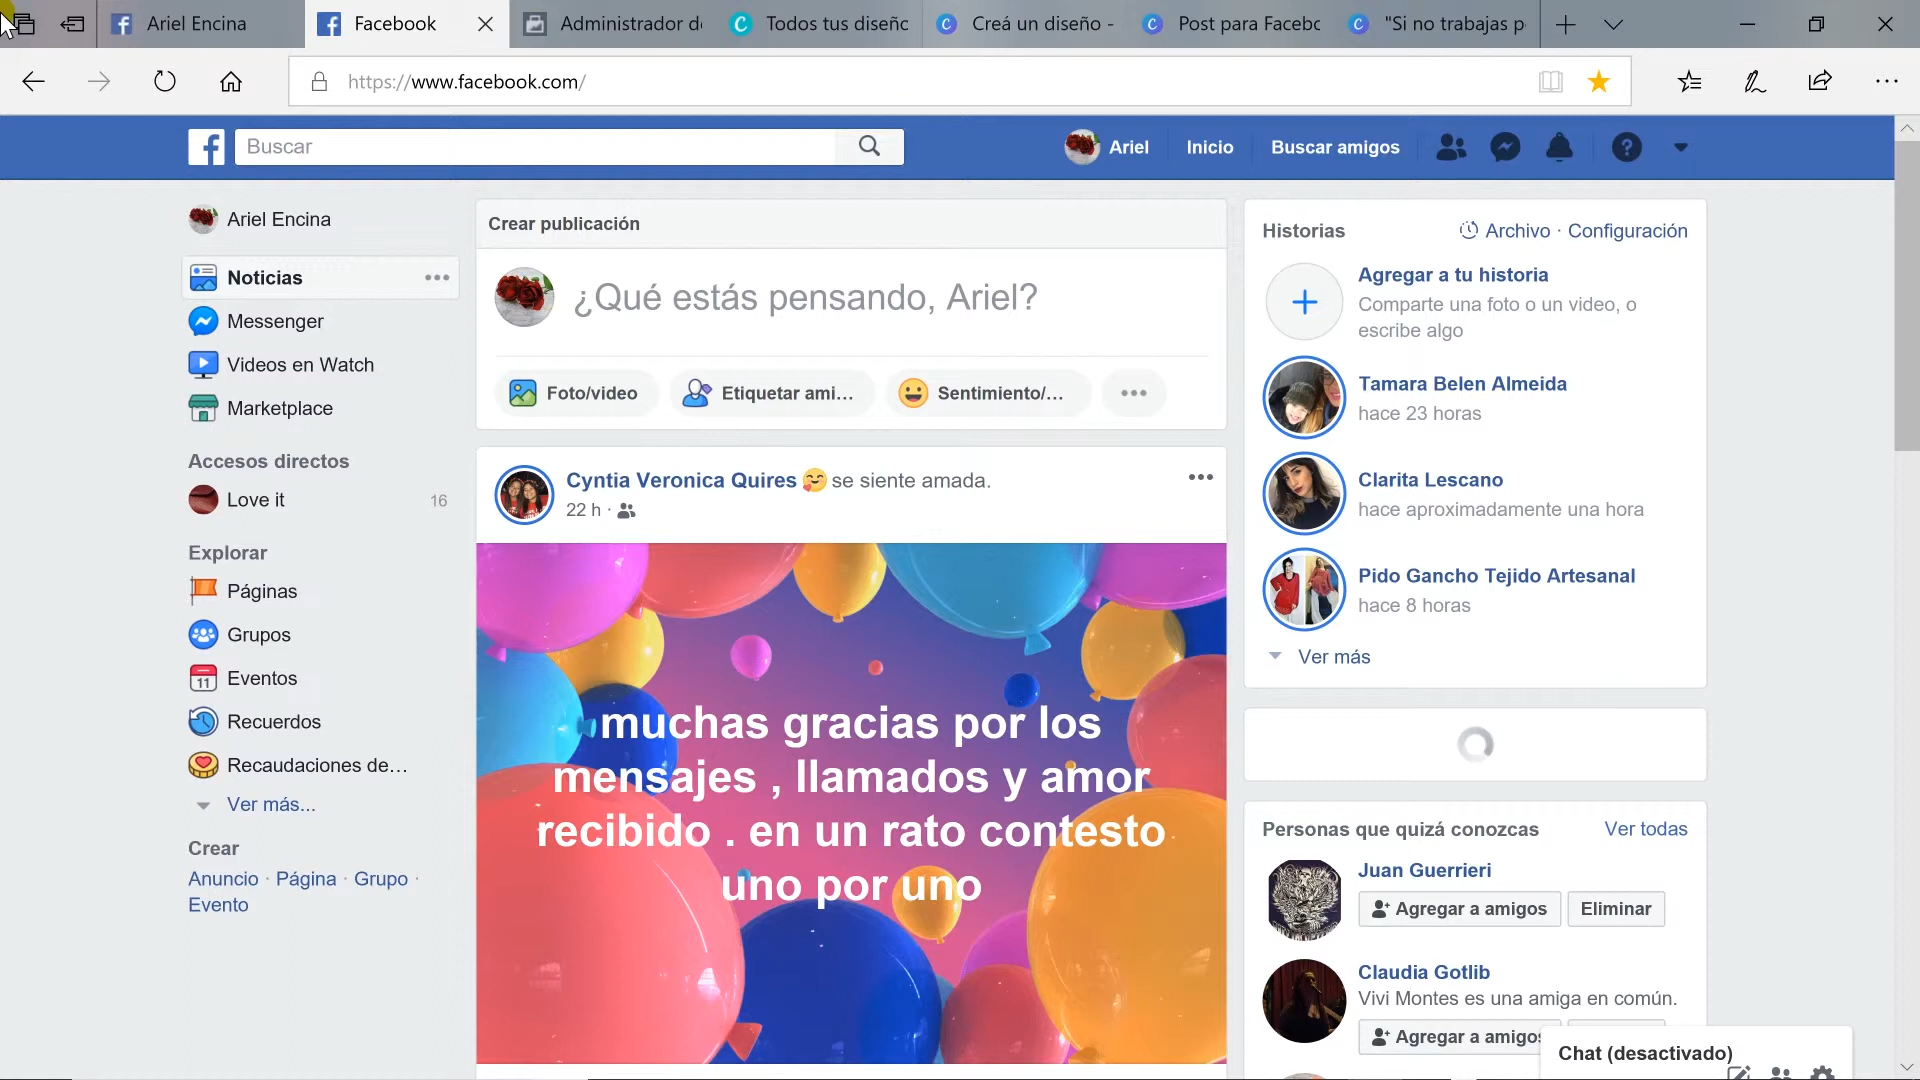 Ariel Encina
Facebook
Administrador d
Todos tus diseñc
Creá un diseño -
Post para Facebc
"Si no trabajas p
https://www.facebook.com/
Buscar
Ariel
Inicio
Buscar amigos
Ariel Encina
Noticias
Messenger
Videos en Watch
Marketplace
Accesos directos
Love it 16
Explorar
Páginas
Grupos
11 Eventos
Recuerdos
Recaudaciones de...
Ver más...
Crear
Anuncio · Página · Grupo ·
Evento
Crear publicación
¿Qué estás pensando, Ariel?
Foto/video
Etiquetar ami...
Sentimiento/...
Cyntia Veronica Quires 🥰 se siente amada.
22 h ·
muchas gracias por los
mensajes , llamados y amor
recibido . en un rato contesto
uno por uno
Historias
Archivo · Configuración
Agregar a tu historia
Comparte una foto o un video, o
escribe algo
Tamara Belen Almeida
hace 23 horas
Clarita Lescano
hace aproximadamente una hora
Pido Gancho Tejido Artesanal
hace 8 horas
Ver más
Personas que quizá conozcas
Ver todas
Juan Guerrieri
Agregar a amigos
Eliminar
Claudia Gotlib
Vivi Montes es una amiga en común.
Agregar a amigos
Chat (desactivado)